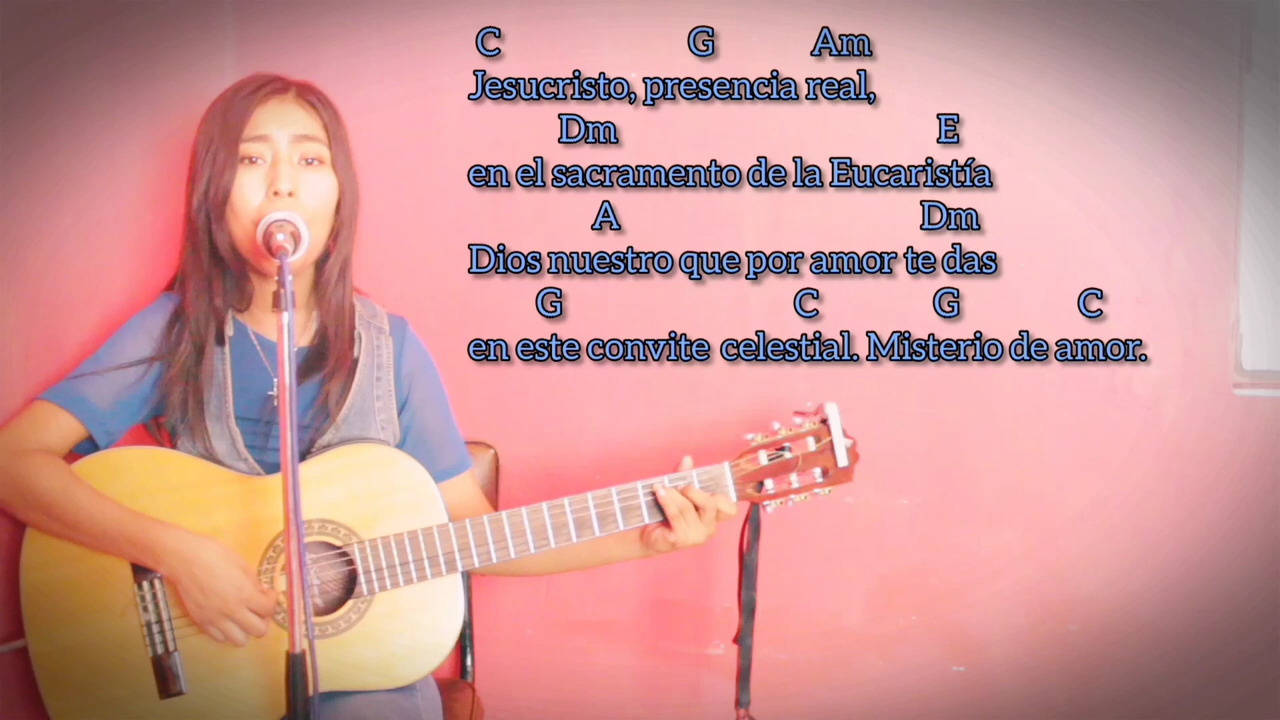 C G Am
Jesucristo, presencia real,
Dm E
en el sacramento de la Eucaristía
A Dm
Dios nuestro que por amor te das
G C G C
en este convite celestial. Misterio de amor.